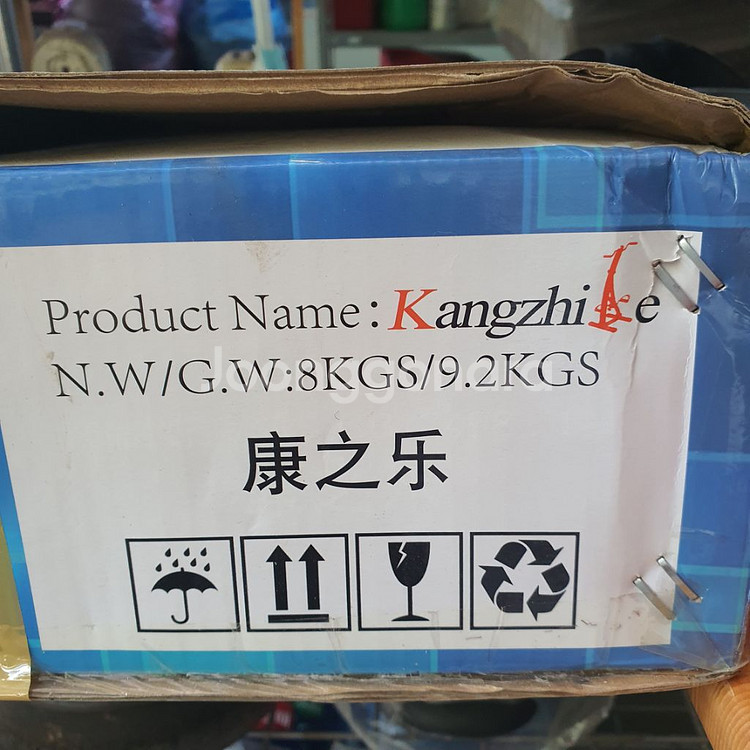 Product Name: Kangzhile
N.W/G.W:8KGS/9.2KGS
康之乐